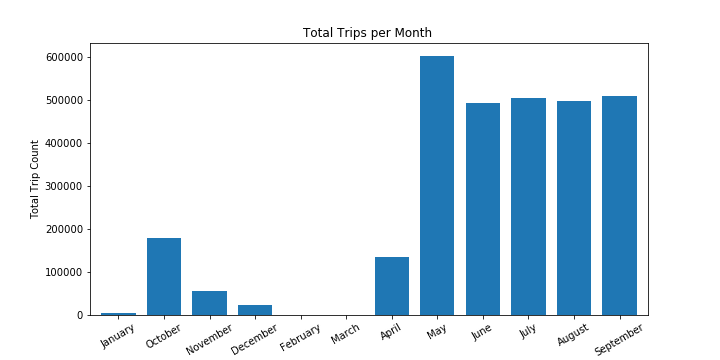 Total Trips per Month
Total Trip Count
600000
500000
400000
300000
200000
100000
0
January
October
November
December
February
March
April
May
June
July
August
September